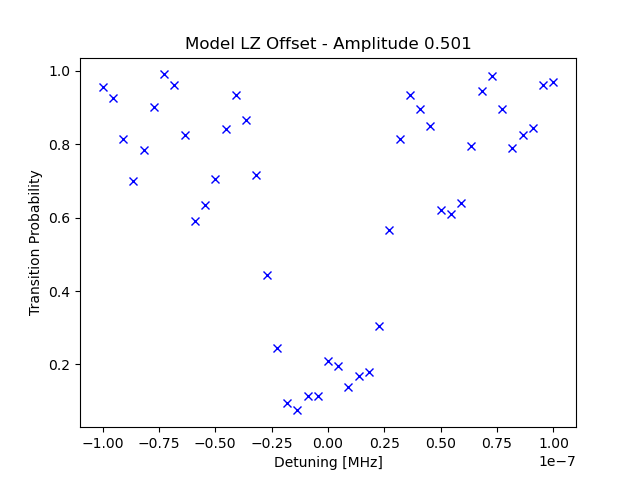 Model LZ Offset - Amplitude 0.501
1.0
0.8
0.6
0.4
0.2
Transition Probability
−1.00 −0.75 −0.50 −0.25 0.00 0.25 0.50 0.75 1.00
1e−7
Detuning [MHz]